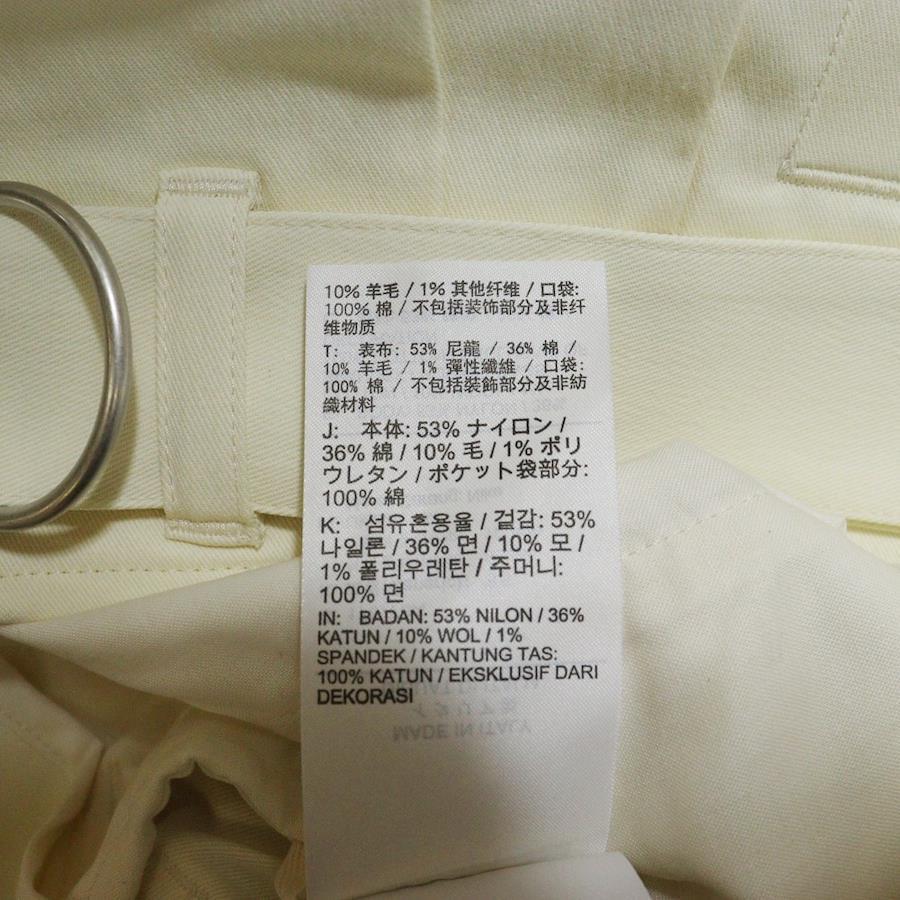 10% 羊毛 / 1% 其他纤维 / 口袋:
100% 棉 / 不包括装饰部分及非纤
维物质
T: 表布: 53% 尼龍 / 36% 棉 /
10% 羊毛 / 1% 彈性纖維 / 口袋:
100% 棉 / 不包括裝飾部分及非紡
織材料
J: 本体: 53% ナイロン /
36% 綿 / 10% 毛 / 1% ポリ
ウレタン / ポケット袋部分:
100% 綿
K: 섬유혼용율 / 겉감: 53%
나일론 / 36% 면 / 10% 모 /
1% 폴리우레탄 / 주머니:
100% 면
IN: BADAN: 53% NILON / 36%
KATUN / 10% WOL / 1%
SPANDEK / KANTUNG TAS:
100% KATUN / EKSKLUSIF DARI
DEKORASI
MADE IN ITALY